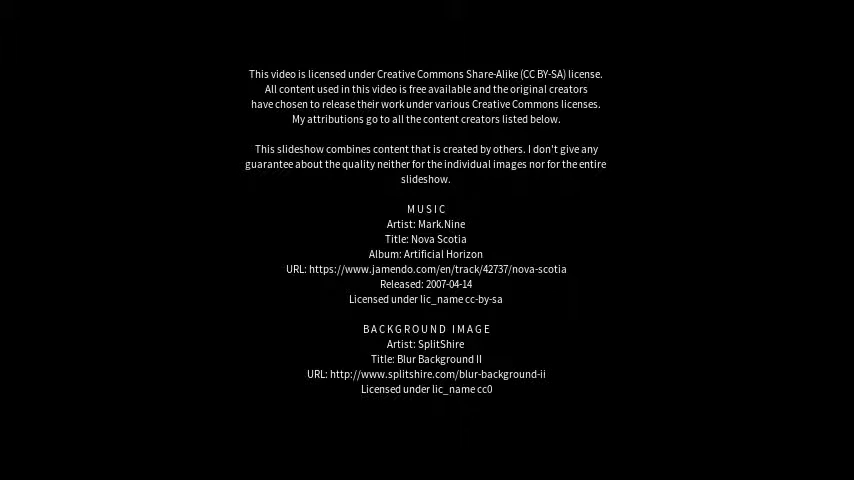 This video is licensed under Creative Commons Share-Alike (CC BY-SA) license.
All content used in this video is free available and the original creators
have chosen to release their work under various Creative Commons licenses.
My attributions go to all the content creators listed below.
This slideshow combines content that is created by others. I don't give any
guarantee about the quality neither for the individual images nor for the entire
slideshow.
MUSIC
Artist: Mark.Nine
Title: Nova Scotia
Album: Artificial Horizon
URL: https://www.jamendo.com/en/track/42737/nova-scotia
Released: 2007-04-14
Licensed under lic_name cc-by-sa
BACKGROUND IMAGE
Artist: SplitShire
Title: Blur Background II
URL: http://www.splitshire.com/blur-background-ii
Licensed under lic_name cc0